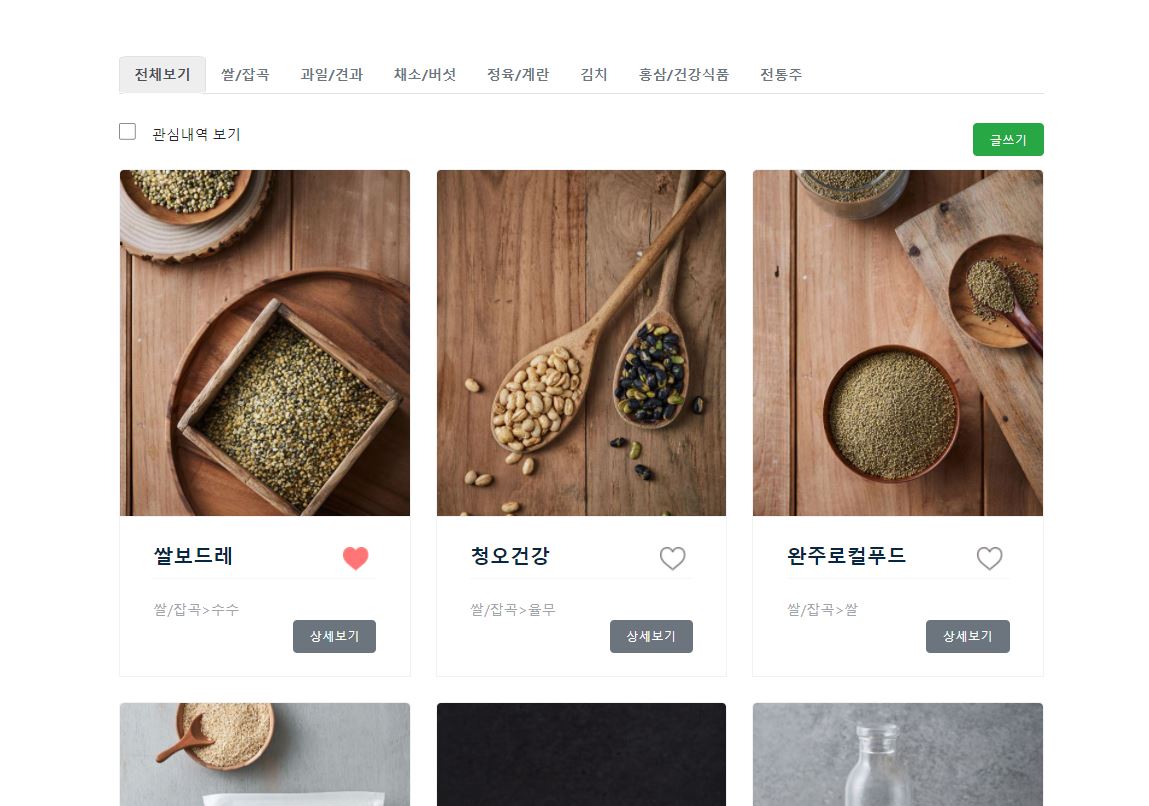 전체보기 쌀/잡곡 과일/견과 채소/버섯 정육/계란 김치 홍삼/건강식품 전통주
관심내역 보기 글쓰기
쌀보드레 청오건강 완주로컬푸드
쌀/잡곡>수수 쌀/잡곡>율무 쌀/잡곡>쌀
상세보기 상세보기 상세보기